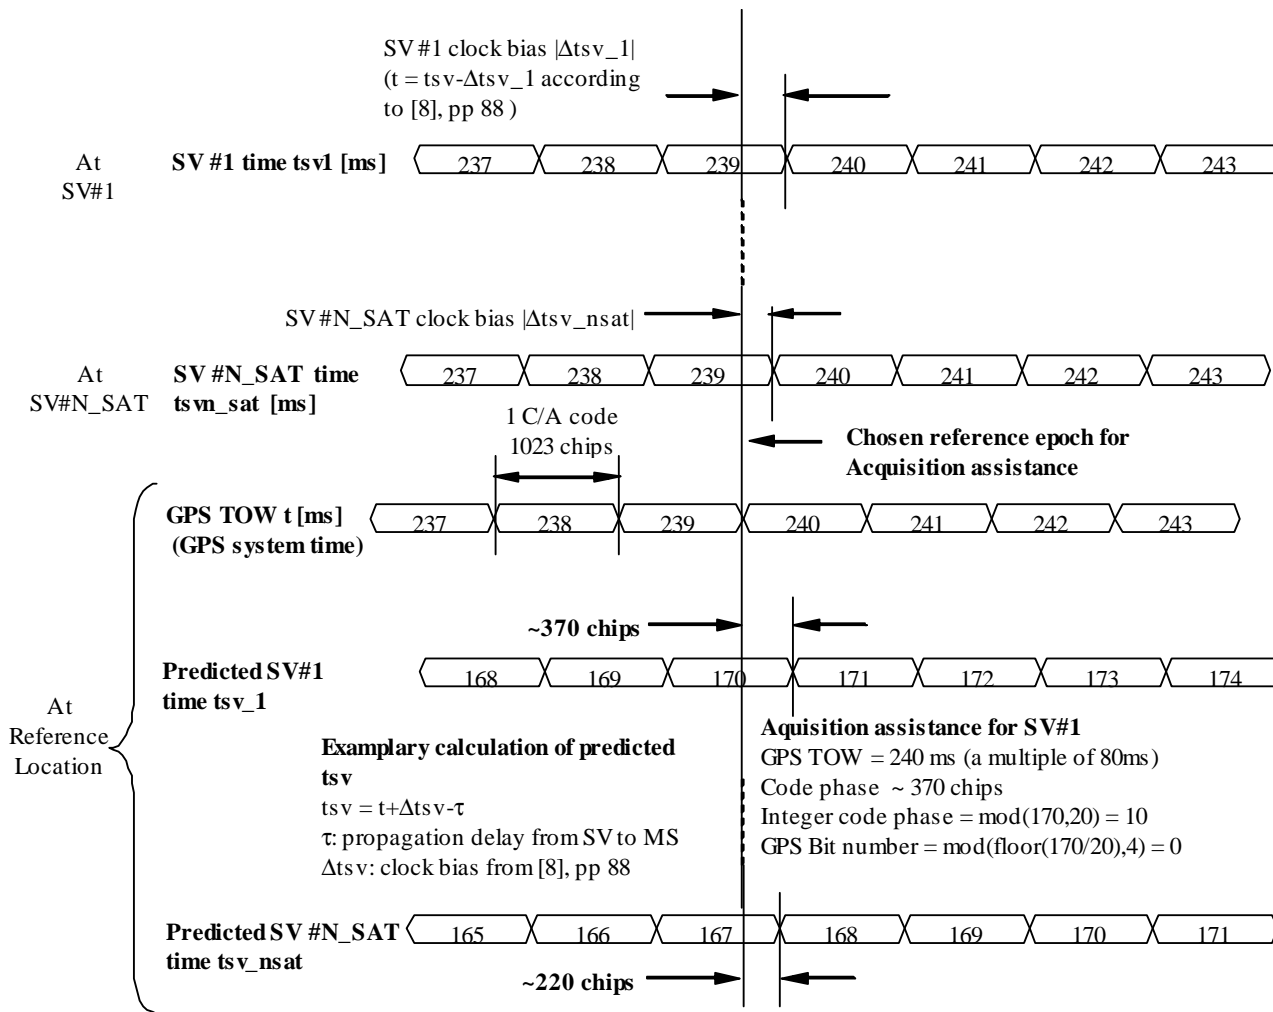 SV #1 clock bias |Δtsv_1|
(t = tsv-Δtsv_1 according
to [8], pp 88 )
At
SV#1
SV #1 time tsv1 [ms]
237 238 239 240 241 242 243
SV #N_SAT clock bias |Δtsv_nsat|
At
SV#N_SAT
SV #N_SAT time
tsvn_sat [ms]
237 238 239 240 241 242 243
1 C/A code
1023 chips
Chosen reference epoch for
Acquisition assistance
GPS TOW t [ms]
(GPS system time)
237 238 239 240 241 242 243
~370 chips
Predicted SV#1
time tsv_1
168 169 170 171 172 173 174
At
Reference
Location
Examplary calculation of predicted
tsv
tsv = t+Δtsv-τ
τ: propagation delay from SV to MS
Δtsv: clock bias from [8], pp 88
Aquisition assistance for SV#1
GPS TOW = 240 ms (a multiple of 80ms)
Code phase ~ 370 chips
Integer code phase = mod(170,20) = 10
GPS Bit number = mod(floor(170/20),4) = 0
Predicted SV #N_SAT
time tsv_nsat
165 166 167 168 169 170 171
~220 chips